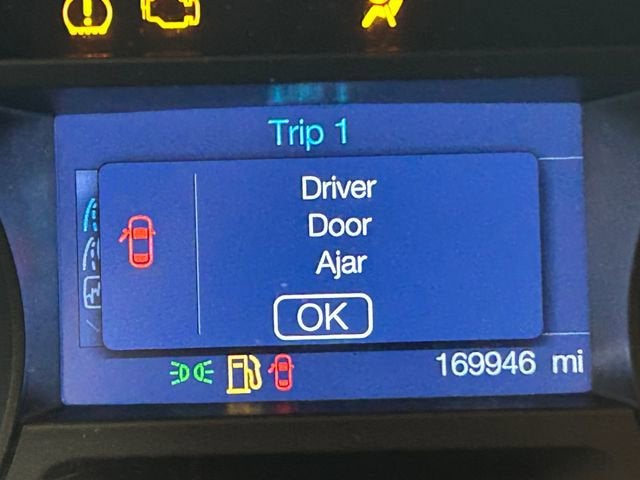 Trip 1
Driver
Door
Ajar
OK
169946 mi